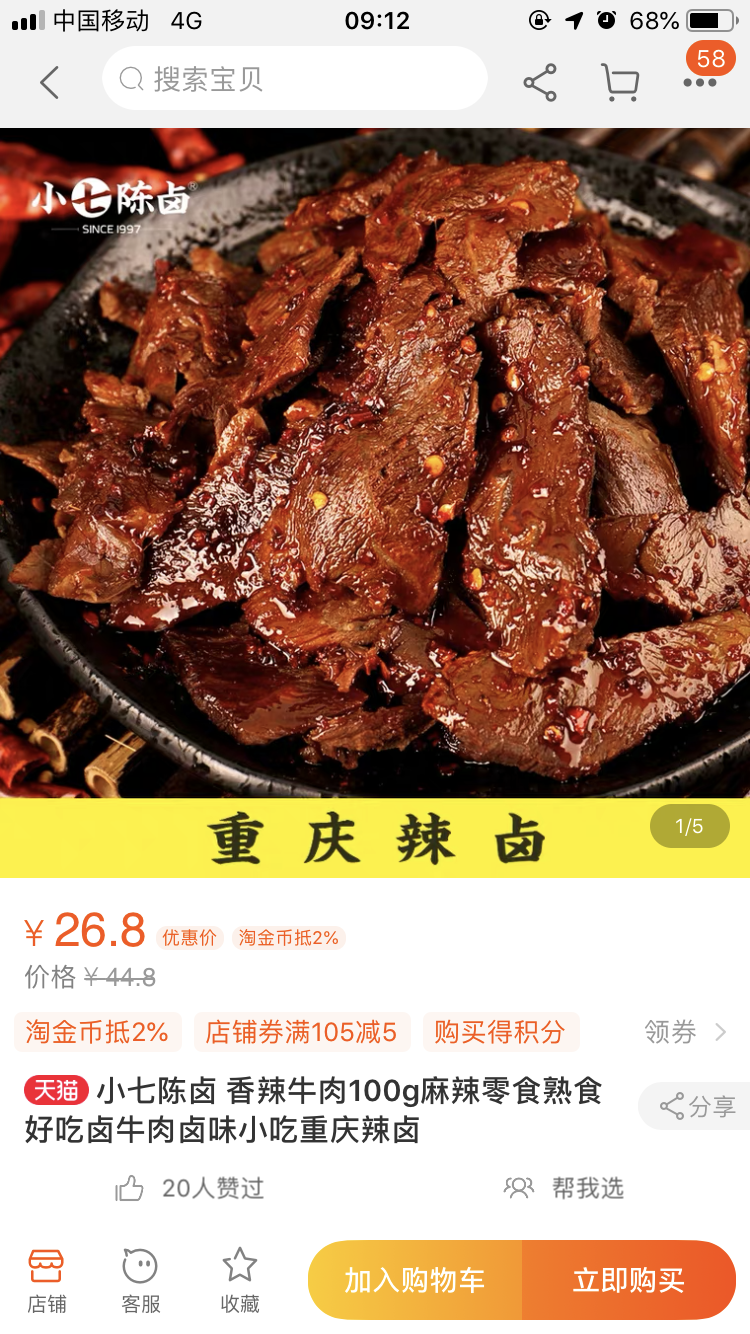 中国移动 4G 09:12 68%
搜索宝贝
58
小七陈卤®
SINCE 1997
重庆辣卤
1/5
¥ 26.8 优惠价 淘金币抵2%
价格 ¥ 44.8
淘金币抵2% 店铺券满105减5 购买得积分 领券
天猫 小七陈卤 香辣牛肉100g麻辣零食熟食
好吃卤牛肉卤味小吃重庆辣卤
分享
20人赞过 帮我选
店铺 客服 收藏 加入购物车 立即购买